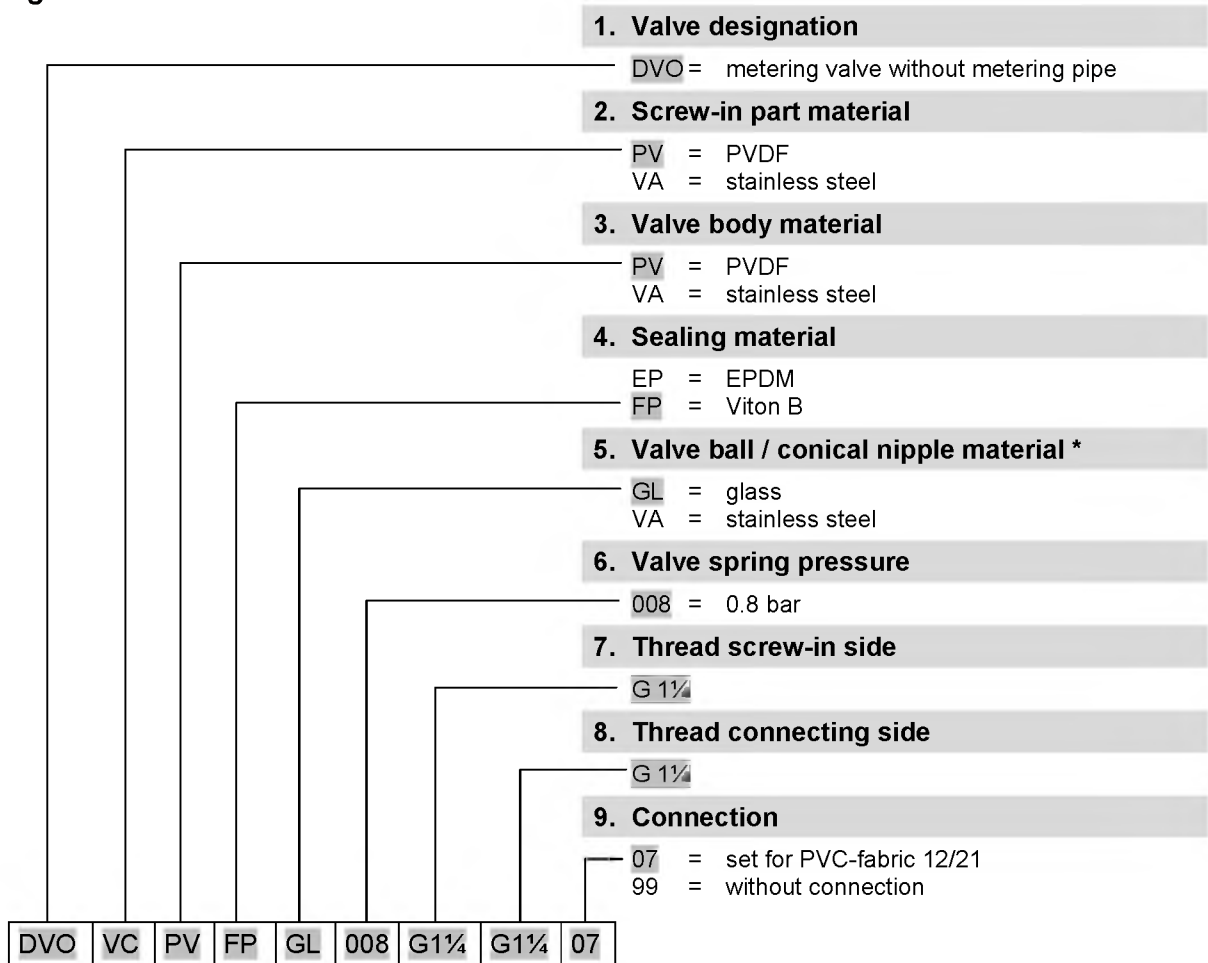 1. Valve designation
DVO = metering valve without metering pipe
2. Screw-in part material
PV = PVDF
VA = stainless steel
3. Valve body material
PV = PVDF
VA = stainless steel
4. Sealing material
EP = EPDM
FP = Viton B
5. Valve ball / conical nipple material *
GL = glass
VA = stainless steel
6. Valve spring pressure
008 = 0.8 bar
7. Thread screw-in side
G 1¼
8. Thread connecting side
G 1¼
9. Connection
07 = set for PVC-fabric 12/21
99 = without connection
DVO VC PV FP GL 008 G1¼ G1¼ 07